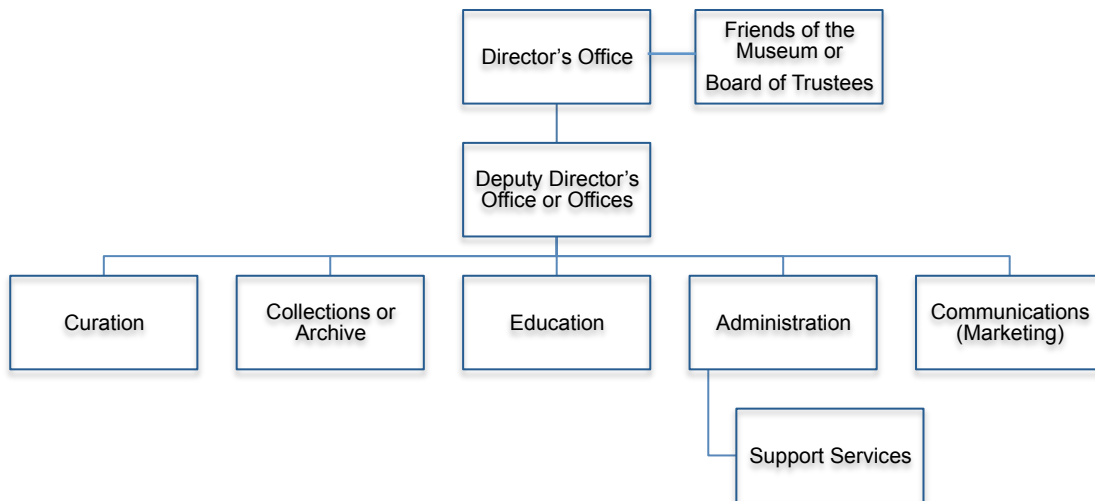 Director’s Office
Friends of the
Museum or
Board of Trustees
Deputy Director’s
Office or Offices
Curation
Collections or
Archive
Education
Administration
Communications
(Marketing)
Support Services